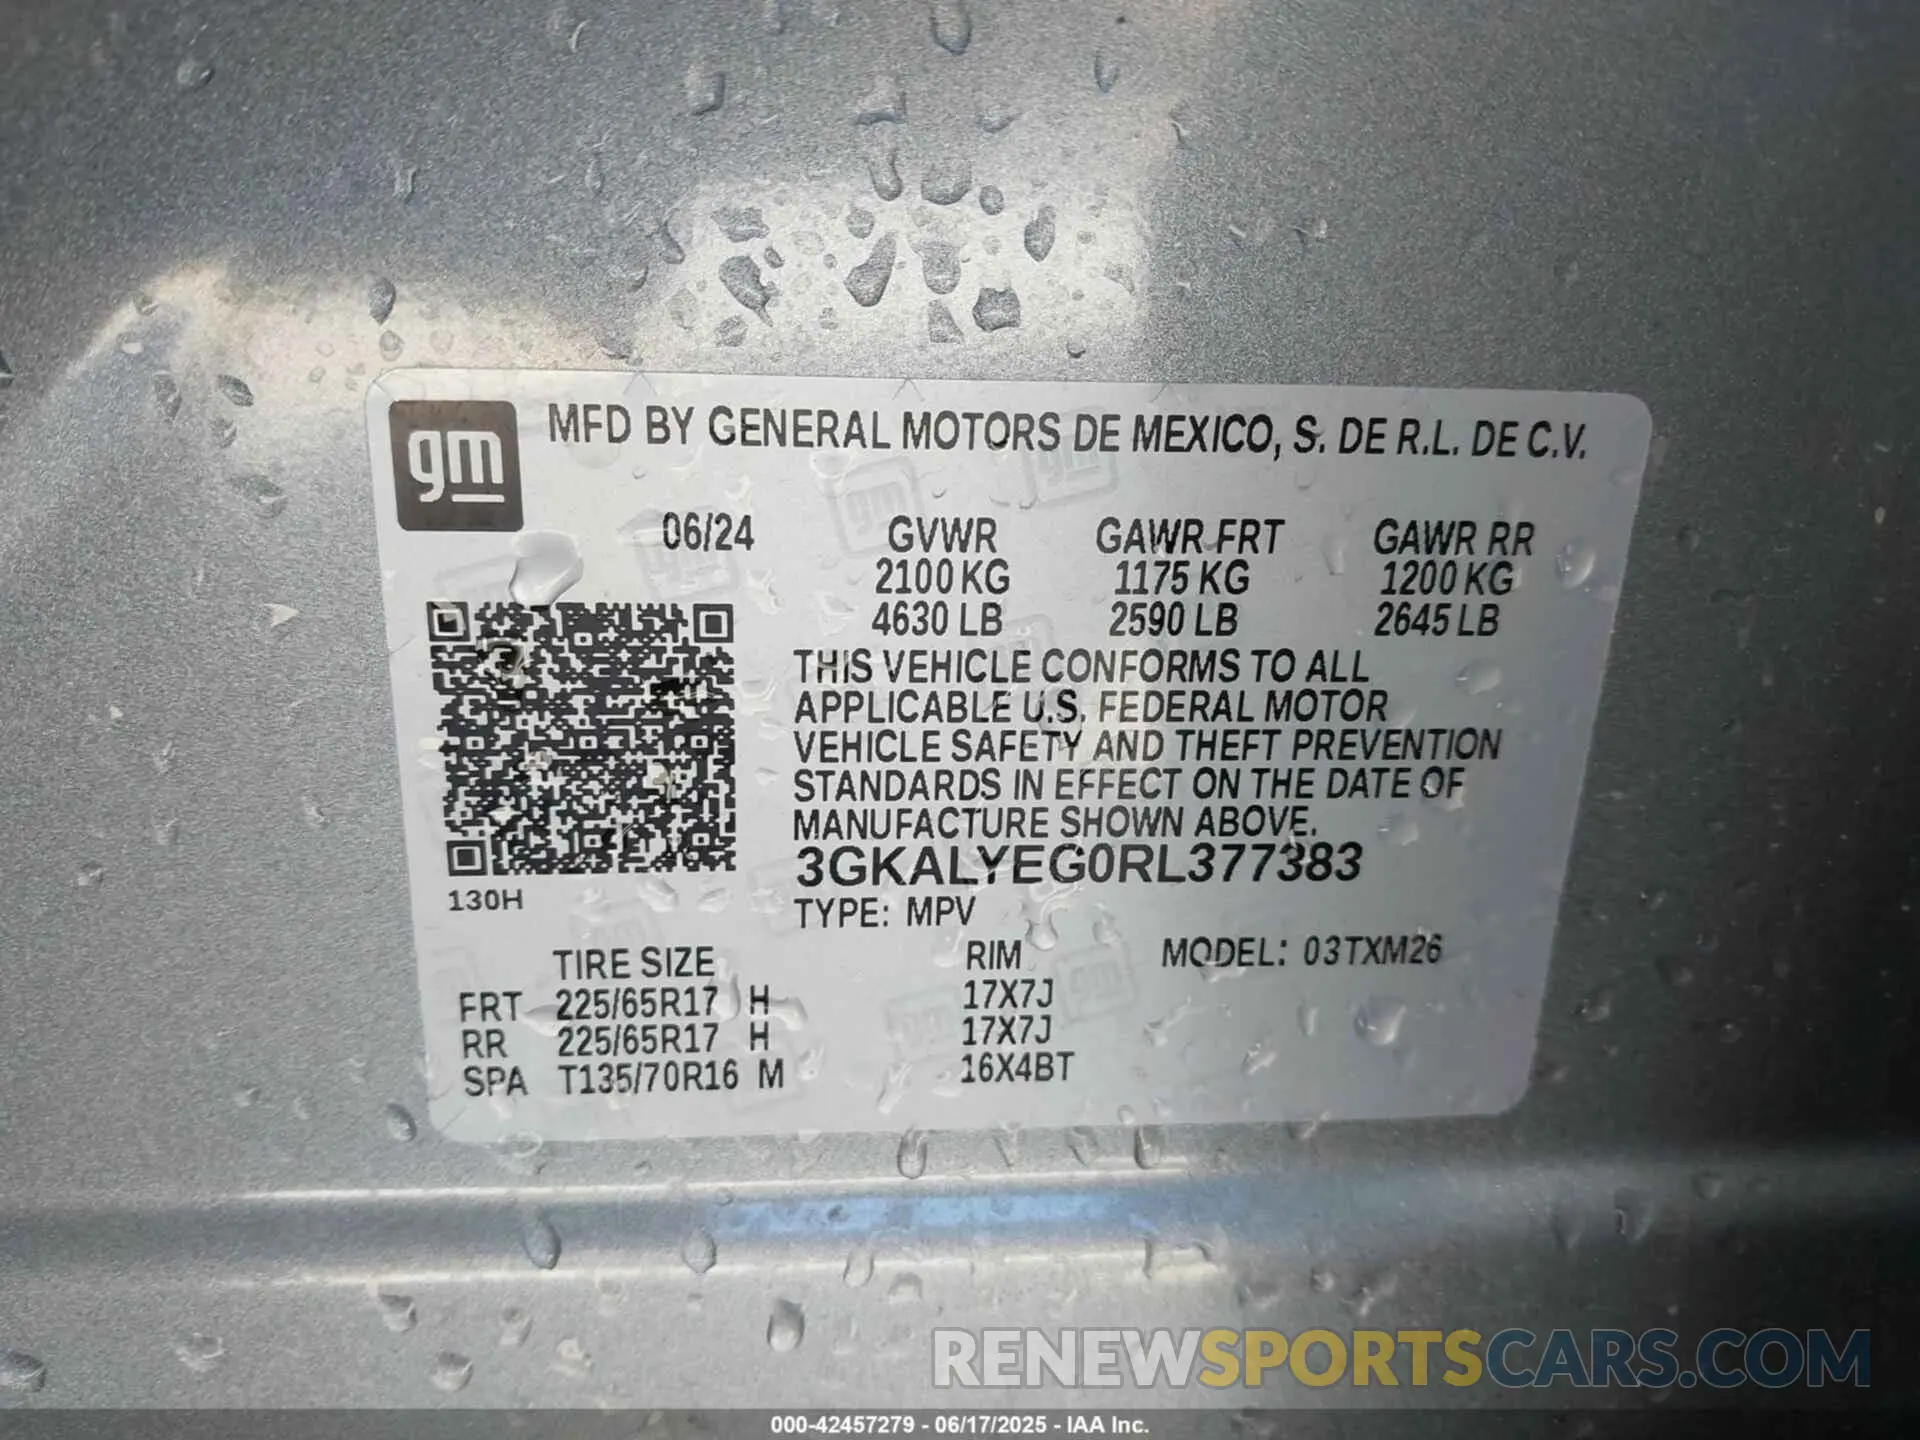 gm
MFD BY GENERAL MOTORS DE MEXICO, S. DE R.L. DE C.V.
06/24 GVWR GAWR FRT GAWR RR
2100 KG 1175 KG 1200 KG
4630 LB 2590 LB 2645 LB
THIS VEHICLE CONFORMS TO ALL
APPLICABLE U.S. FEDERAL MOTOR
VEHICLE SAFETY AND THEFT PREVENTION
STANDARDS IN EFFECT ON THE DATE OF
MANUFACTURE SHOWN ABOVE.
3GKALYEG0RL377383
130H
TYPE: MPV
TIRE SIZE RIM MODEL: 03TXM26
FRT 225/65R17 H 17X7J
RR 225/65R17 H 17X7J
SPA T135/70R16 M 16X4BT
RENEWSPORTSCARS.COM
000-42457279 - 06/17/2025 - IAA Inc.